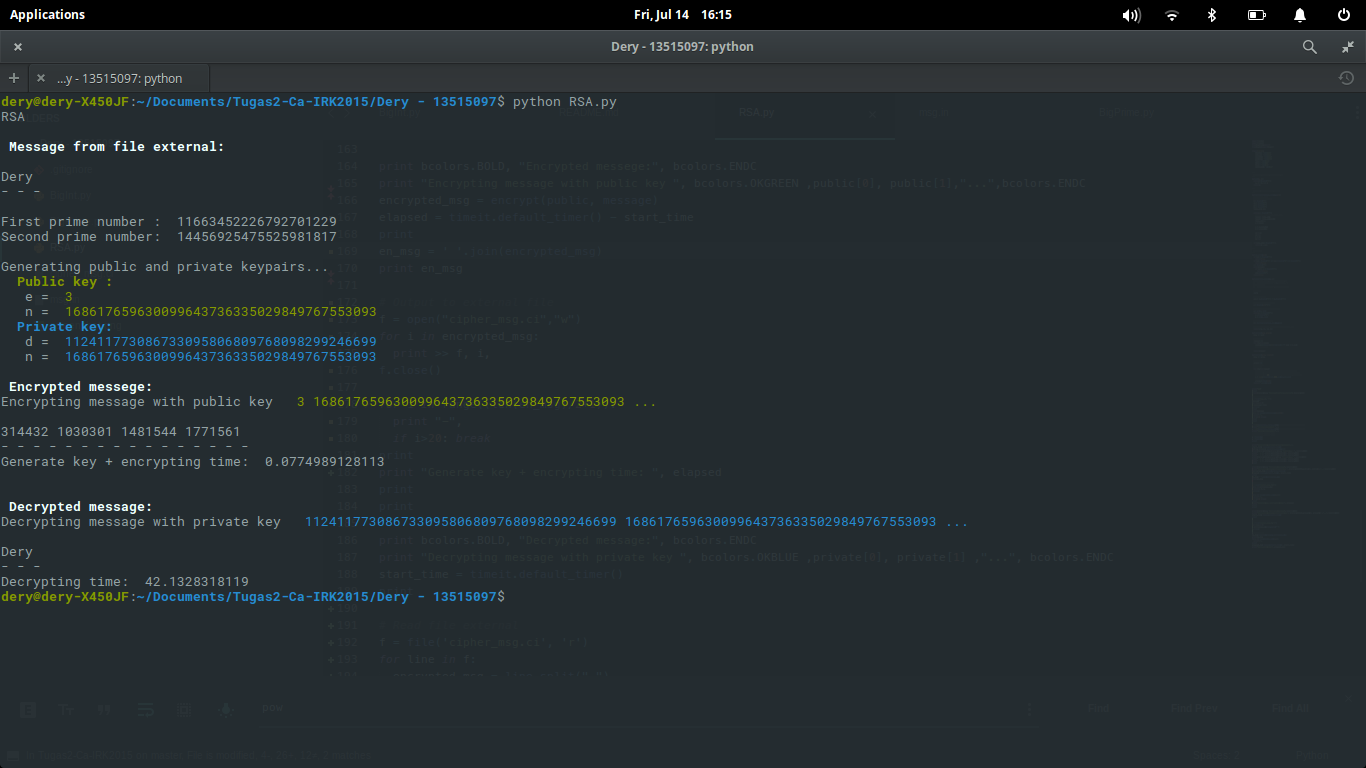 Applications
Fri, Jul 14 16:15
Dery - 13515097: python
...y - 13515097: python
dery@dery-X450JF:~/Documents/Tugas2-Ca-IRK2015/Dery - 13515097$ python RSA.py
RSA
Message from file external:
Dery
- - -
First prime number :  11663452226792701229
Second prime number:  14456925475525981817
Generating public and private keypairs...
Public key :
e =  3
n =  168617659630099643736335029849767553093
Private key:
d =  112411773086733095806809768098299246699
n =  168617659630099643736335029849767553093
Encrypted messege:
Encrypting message with public key   3 168617659630099643736335029849767553093 ...
314432 1030301 1481544 1771561
- - - - - - - - - - - - - - - -
Generate key + encrypting time:  0.0774989128113
Decrypted message:
Decrypting message with private key   112411773086733095806809768098299246699 168617659630099643736335029849767553093 ...
Dery
- - -
Decrypting time:  42.1328318119
dery@dery-X450JF:~/Documents/Tugas2-Ca-IRK2015/Dery - 13515097$